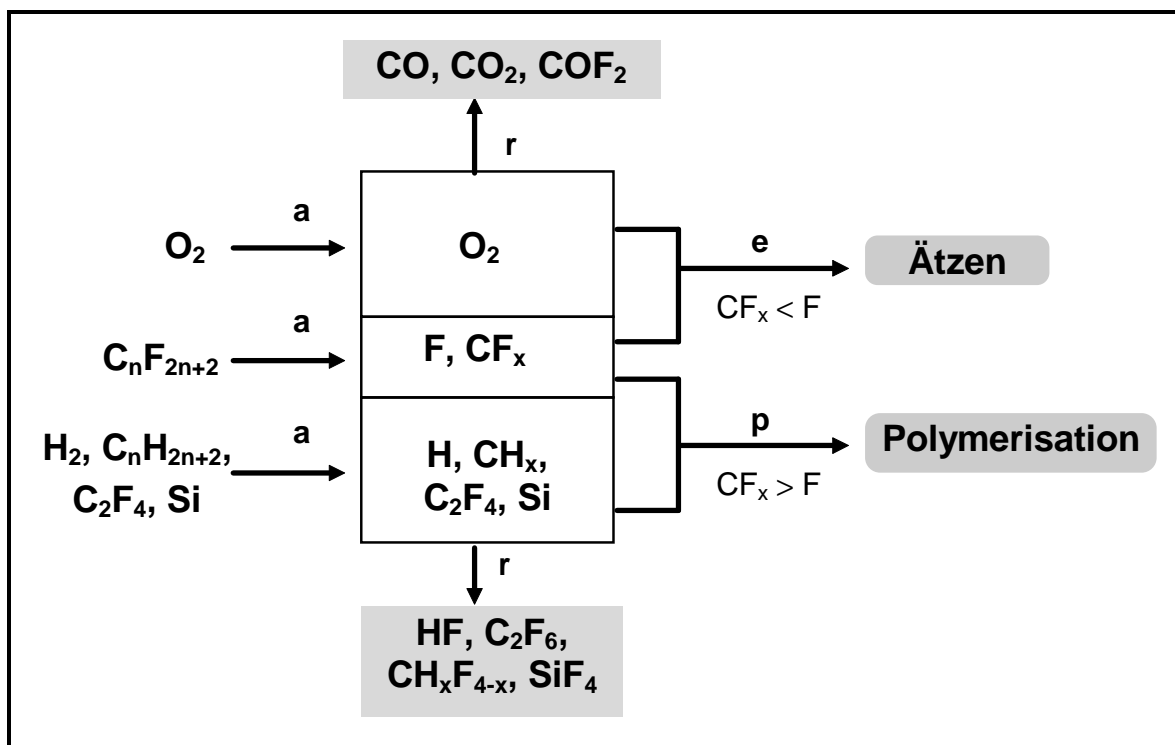 CO, CO₂, COF₂
r
a
O₂
O₂
e
Ätzen
CFₓ < F
a
CₙF₂ₙ₊₂
F, CFₓ
a
H₂, CₙH₂ₙ₊₂,
C₂F₄, Si
H, CHₓ,
C₂F₄, Si
p
Polymerisation
CFₓ > F
r
HF, C₂F₆,
CHₓF₄₋ₓ, SiF₄